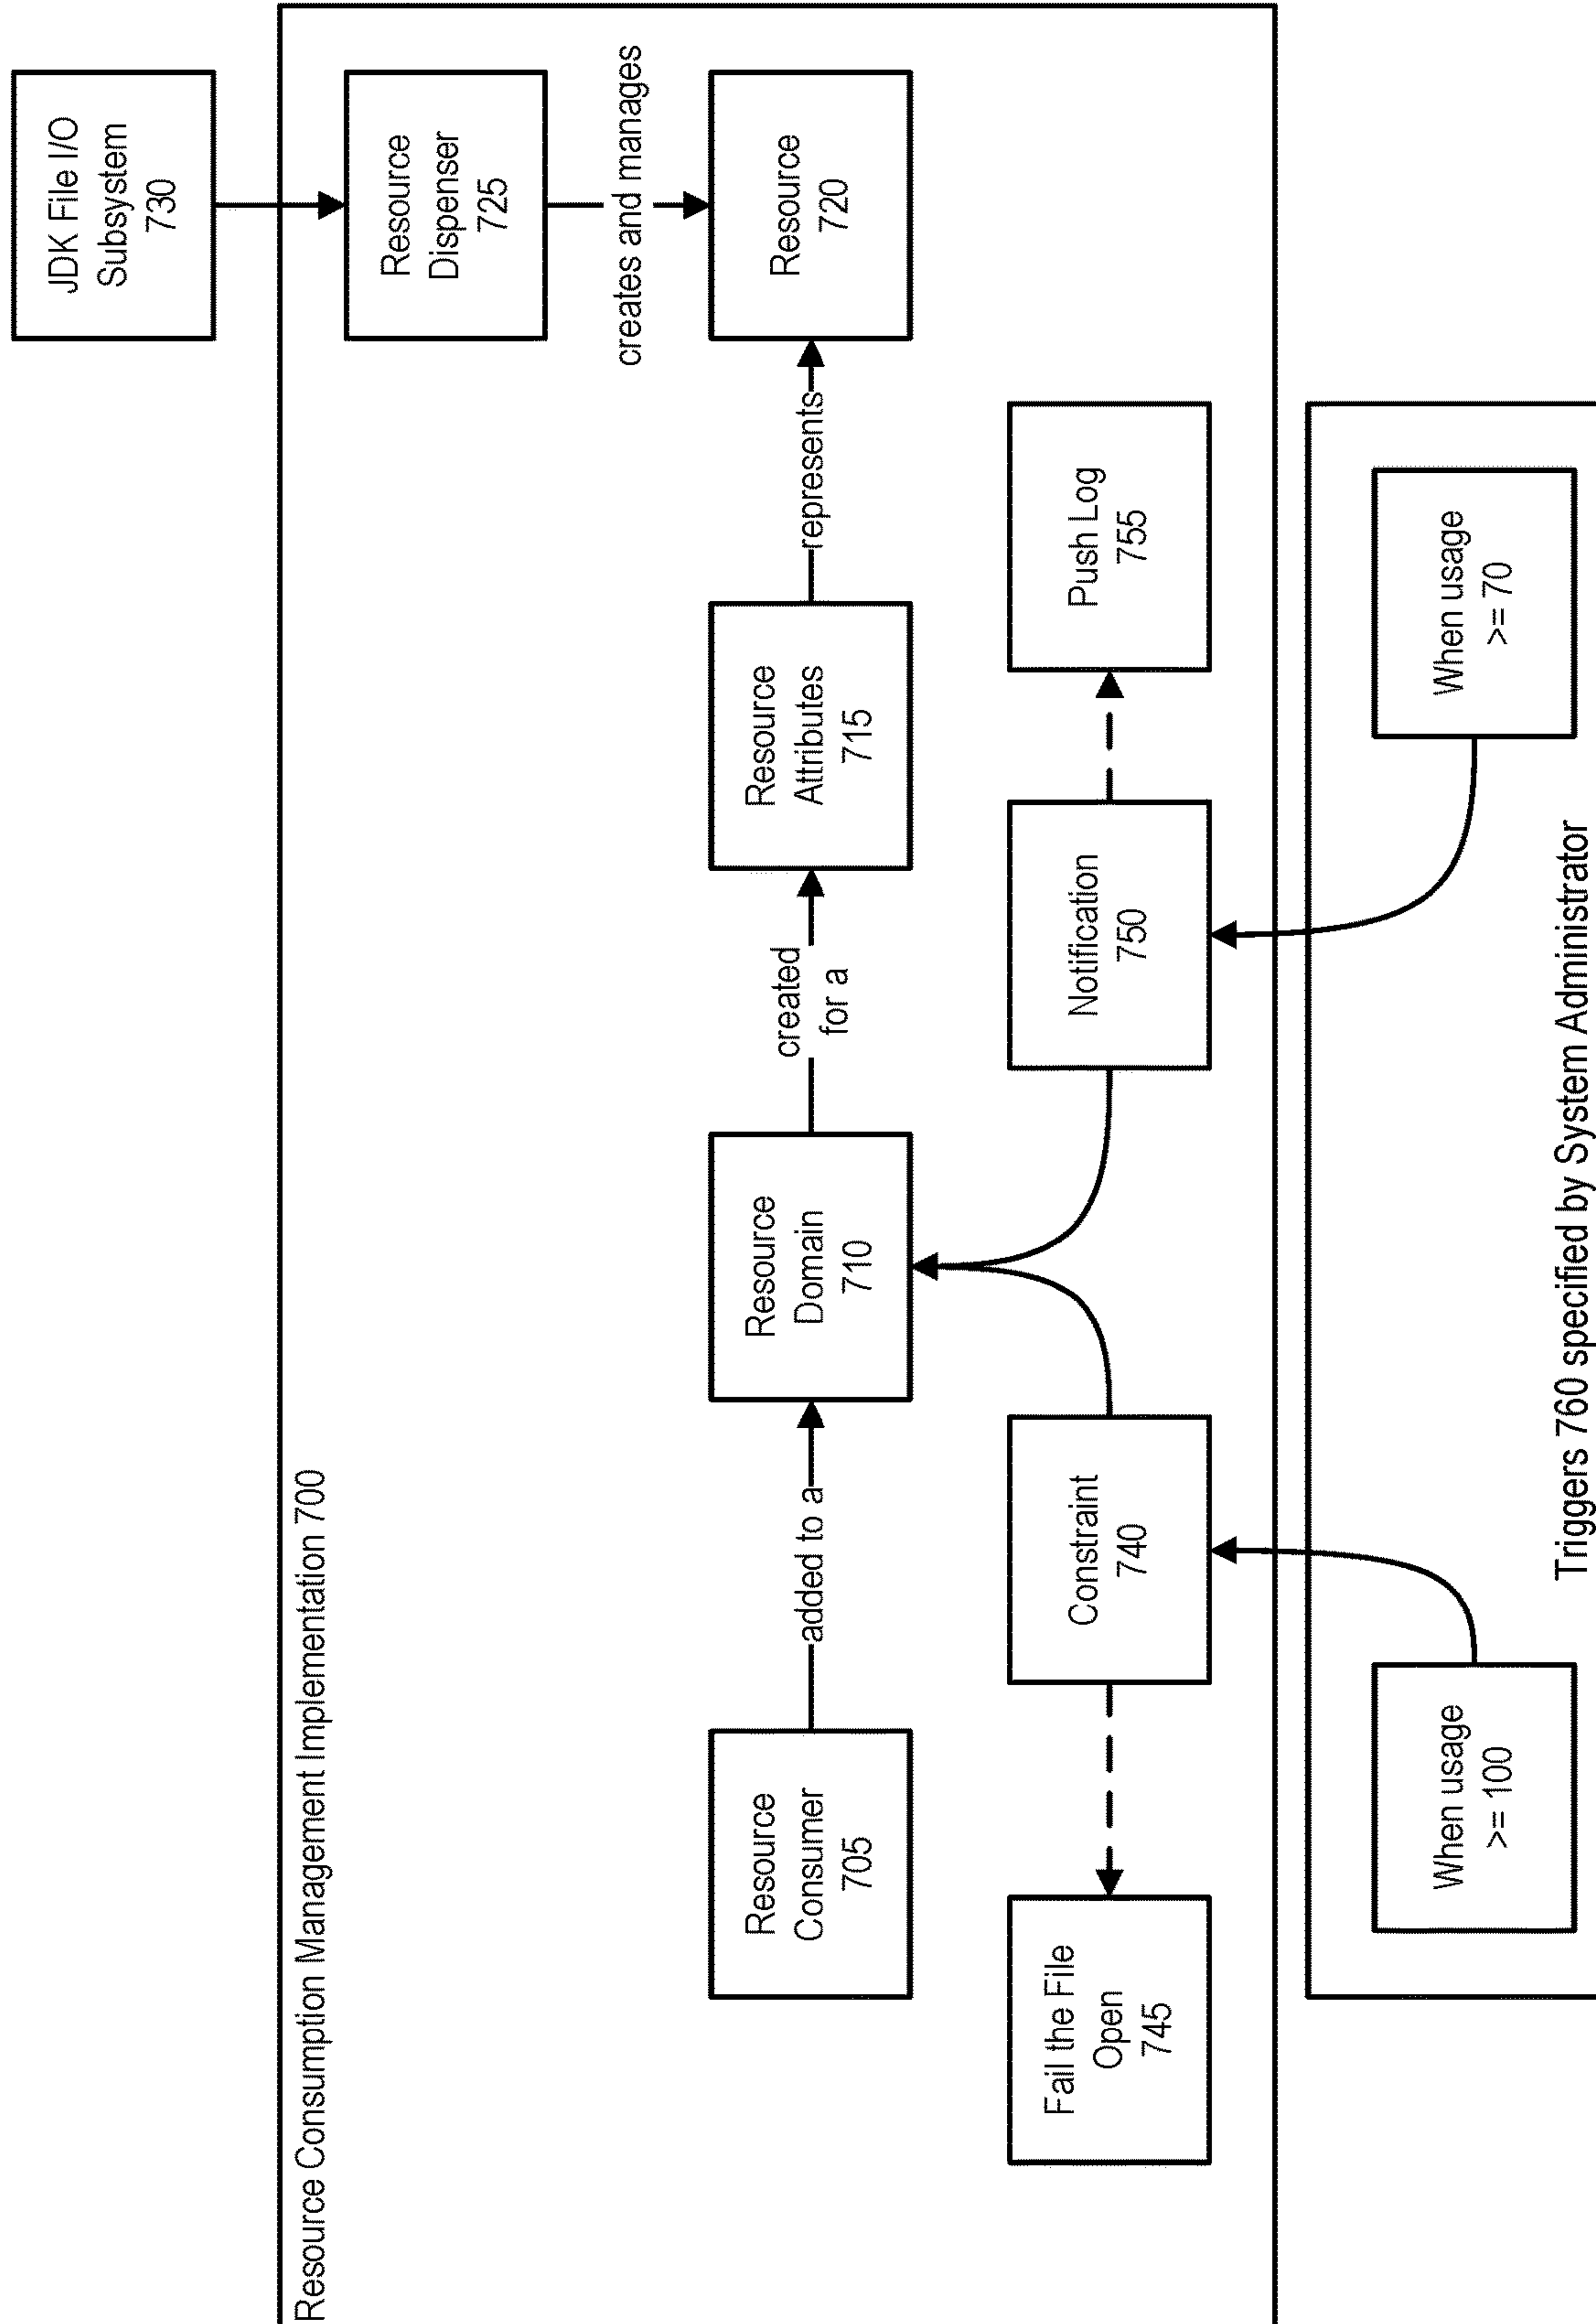 JDK File I/O
Subsystem
730
Resource Consumption Management Implementation 700
Resource
Dispenser
725
creates and manages
Resource
Consumer
705
added to a
Resource
Domain
710
created
for a
Resource
Attributes
715
represents
Resource
720
Fail the File
Open
745
Constraint
740
Notification
750
Push Log
755
When usage
>= 100
When usage
>= 70
Triggers 760 specified by System Administrator